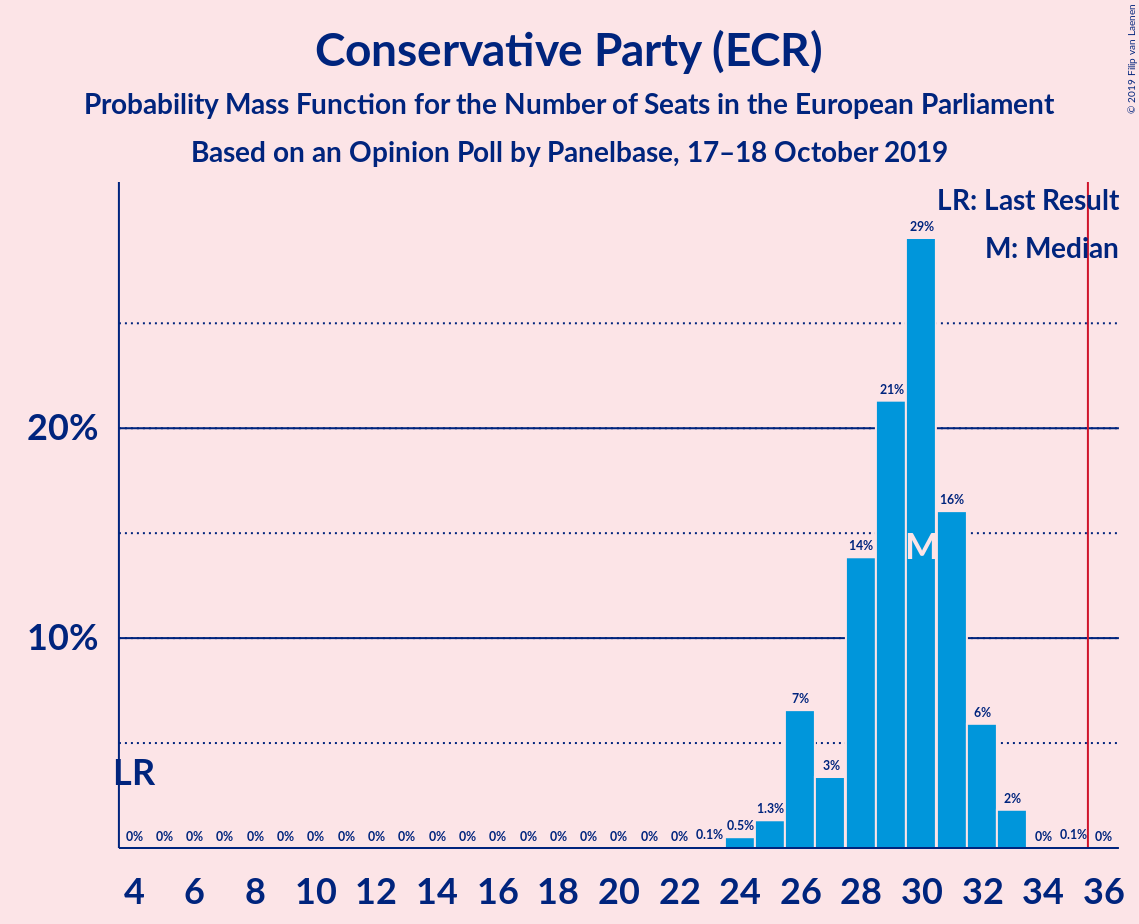 Conservative Party (ECR)
Probability Mass Function for the Number of Seats in the European Parliament
Based on an Opinion Poll by Panelbase, 17–18 October 2019
© 2019 Filip van Laenen
LR: Last Result
M: Median
29%
21%
20%
16%
14%
M
10%
7%
6%
LR
3%
2%
1.3%
0% 0% 0% 0% 0% 0% 0% 0% 0% 0% 0% 0% 0% 0% 0% 0% 0% 0% 0% 0.1% 0.5% 0% 0.1% 0%
4 6 8 10 12 14 16 18 20 22 24 26 28 30 32 34 36